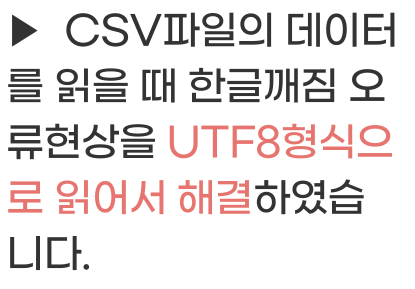 ▶ CSV파일의 데이터
를 읽을 때 한글깨짐 오
류현상을 UTF8형식으
로 읽어서 해결하였습
니다.